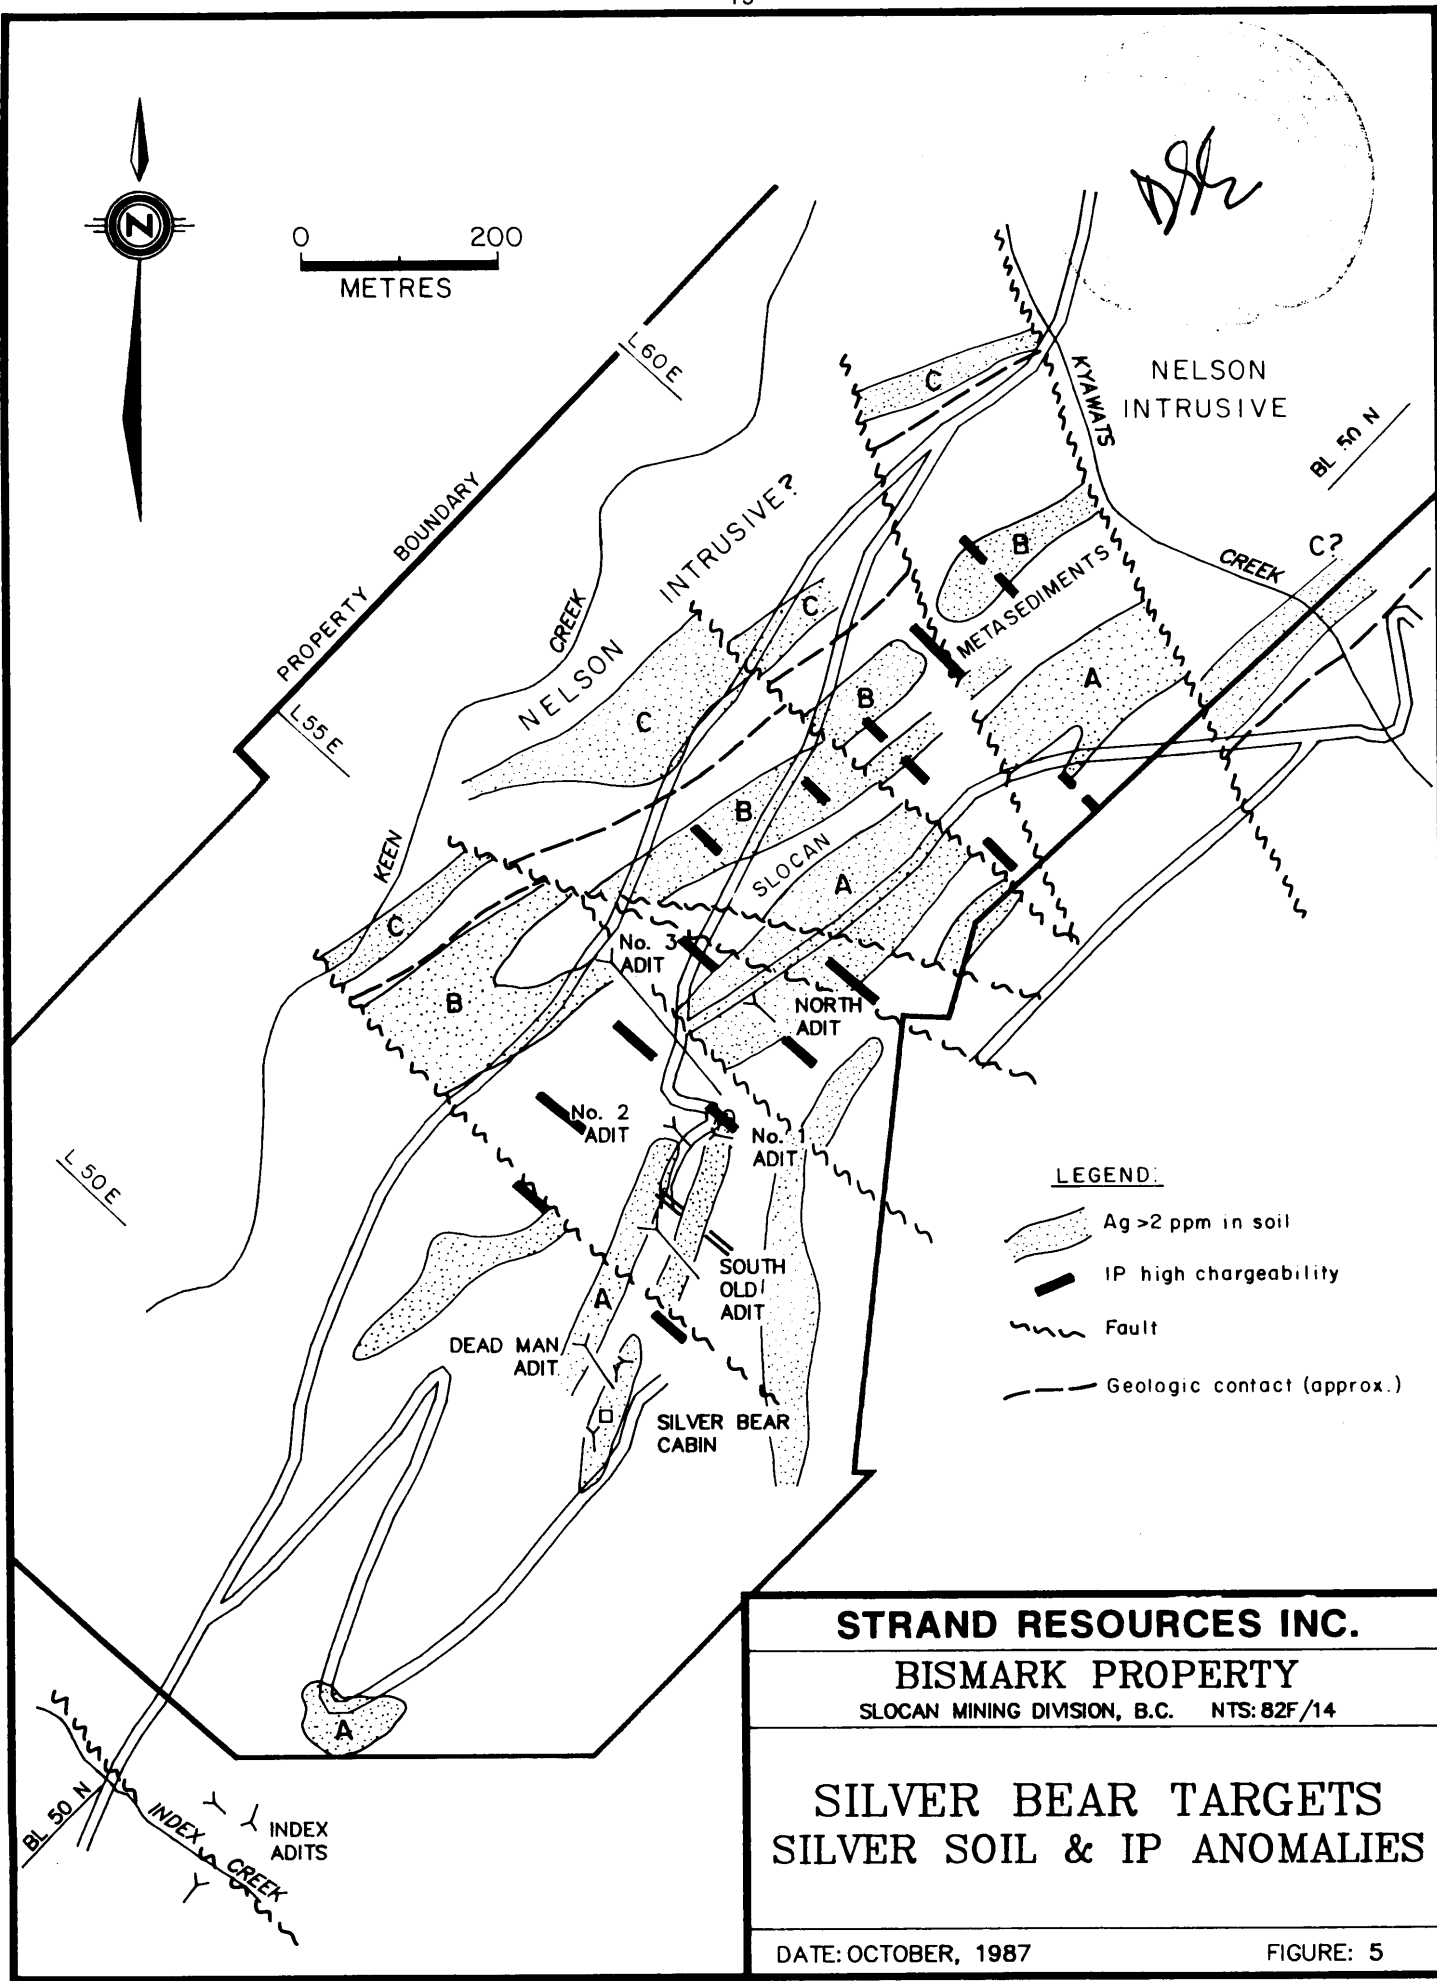 N
0 200
METRES
L 60 E
KYAWATS
CREEK
NELSON
INTRUSIVE
BL 50 N
PROPERTY BOUNDARY
NELSON INTRUSIVE?
KEEN CREEK
C
B
C?
METASEDIMENTS
C
A
B
C
L 55 E
B
SLOCAN
A
C
B
No. 3
ADIT
NORTH
ADIT
No. 2
ADIT
No. 1
ADIT
L 50 E
SOUTH
OLD
ADIT
A
DEAD MAN
ADIT
SILVER BEAR
CABIN
LEGEND:
Ag >2 ppm in soil
IP high chargeability
Fault
Geologic contact (approx.)
A
BL 50 N
INDEX CREEK
INDEX
ADITS
STRAND RESOURCES INC.
BISMARK PROPERTY
SLOCAN MINING DIVISION, B.C. NTS: 82F/14
SILVER BEAR TARGETS
SILVER SOIL & IP ANOMALIES
DATE: OCTOBER, 1987 FIGURE: 5